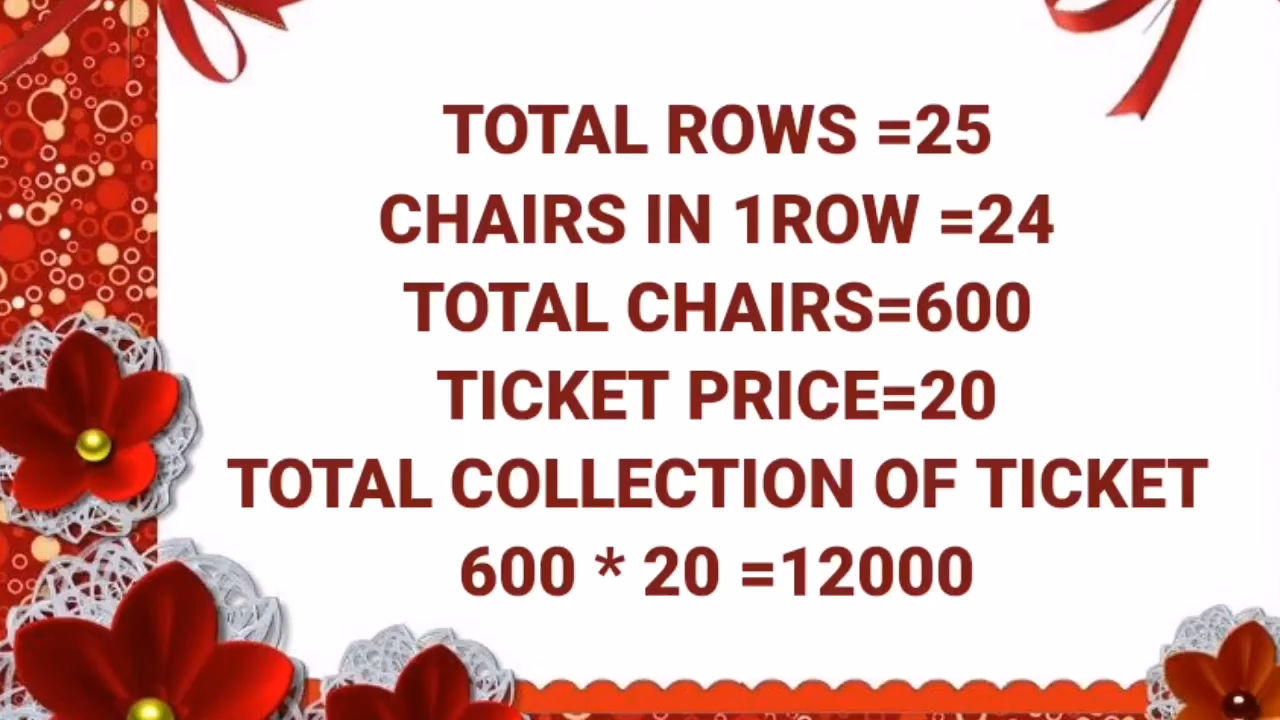 TOTAL ROWS =25
CHAIRS IN 1ROW =24
TOTAL CHAIRS=600
TICKET PRICE=20
TOTAL COLLECTION OF TICKET
600 * 20 =12000